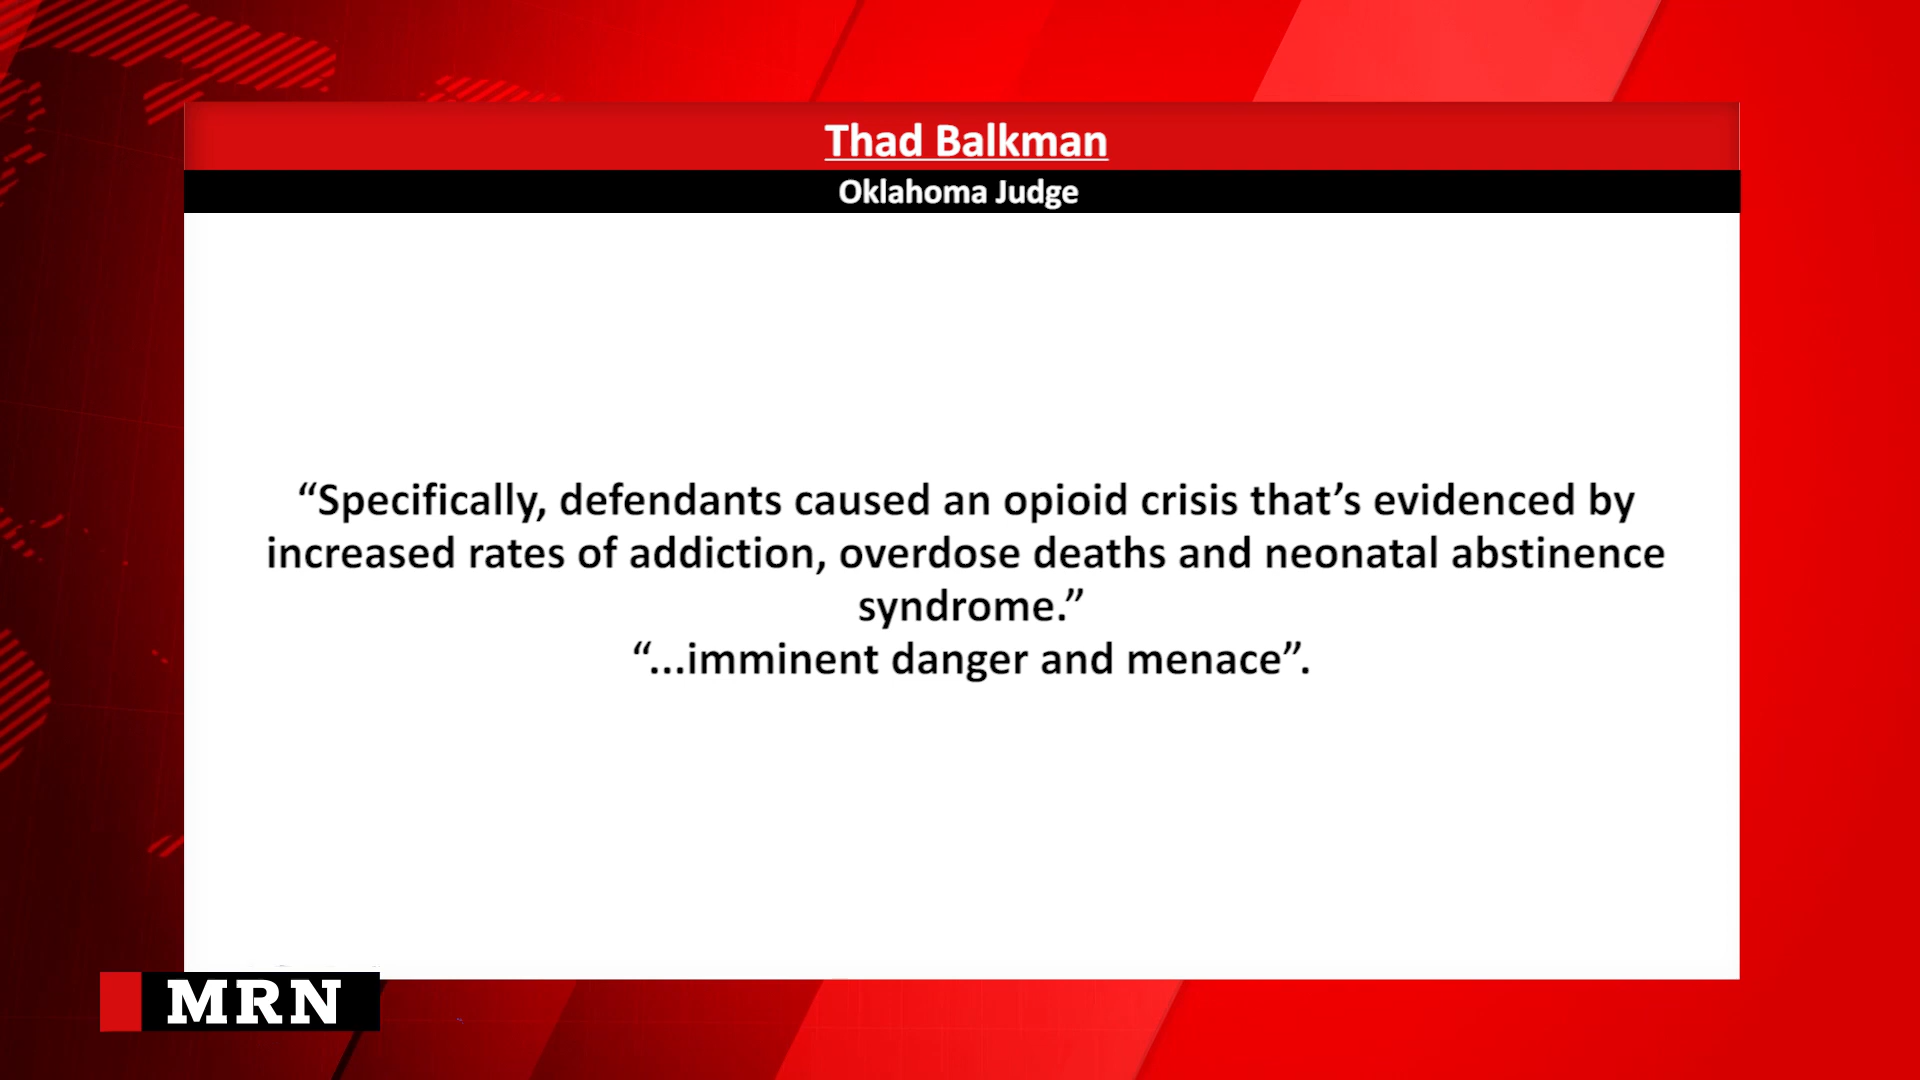 Thad Balkman
Oklahoma Judge
“Specifically, defendants caused an opioid crisis that’s evidenced by
increased rates of addiction, overdose deaths and neonatal abstinence
syndrome.”
“...imminent danger and menace”.
MRN